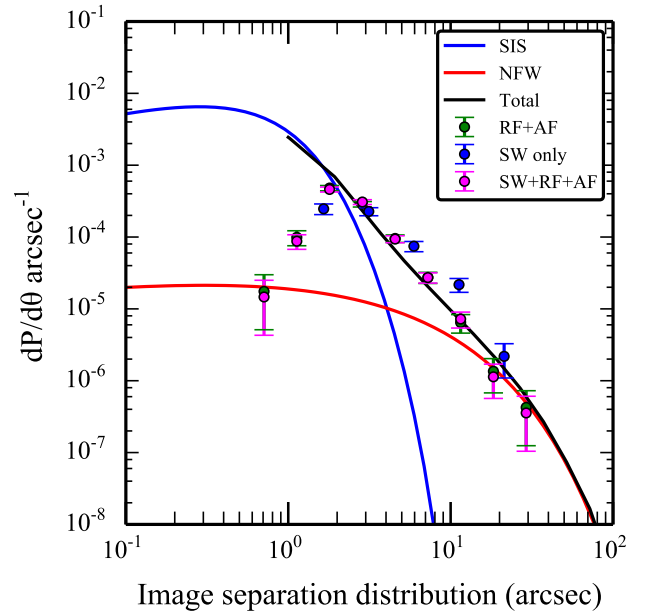 SIS
NFW
Total
RF+AF
SW only
SW+RF+AF
dP/dθ arcsec⁻¹
10⁻¹
10⁻²
10⁻³
10⁻⁴
10⁻⁵
10⁻⁶
10⁻⁷
10⁻⁸
10⁻¹ 10⁰ 10¹ 10²
Image separation distribution (arcsec)